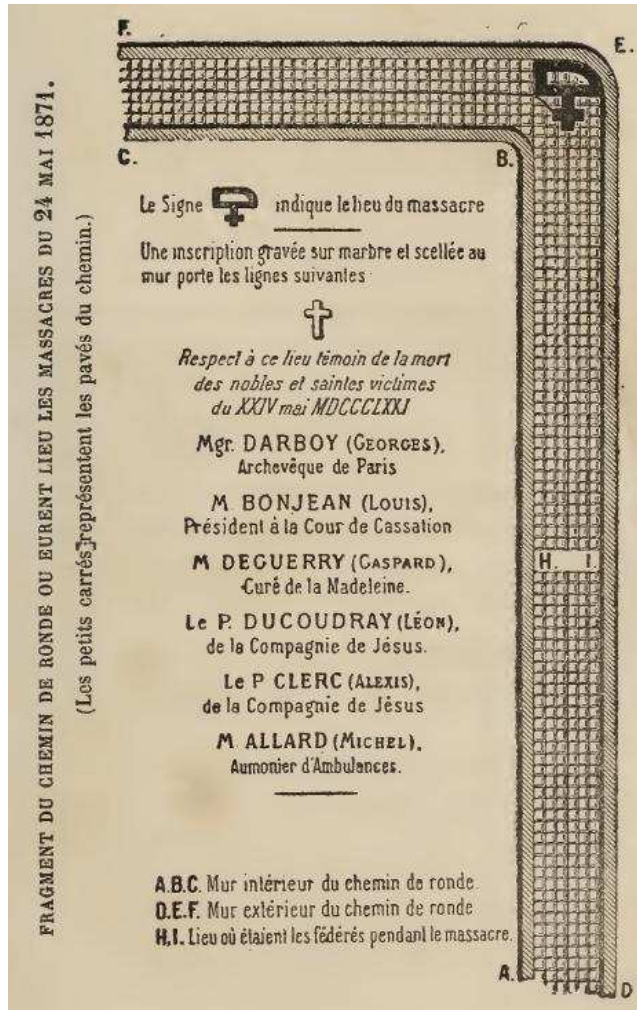 FRAGMENT DU CHEMIN DE RONDE OU EURENT LIEU LES MASSACRES DU 24 MAI 1871.
(Les petits carrés représentent les pavés du chemin.)
F.
E.
C.
B.
Le Signe indique le lieu du massacre
Une inscription gravée sur marbre et scellée au
mur porte les lignes suivantes
Respect à ce lieu témoin de la mort
des nobles et saintes victimes
du XXIV mai MDCCCLXXI
Mgr. DARBOY (GEORGES),
Archevêque de Paris
M BONJEAN (LOUIS),
Président à la Cour de Cassation
M DEGUERRY (GASPARD),
Curé de la Madeleine.
H. I.
Le P. DUCOUDRAY (LÉON),
de la Compagnie de Jésus.
Le P CLERC (ALEXIS),
de la Compagnie de Jésus
M ALLARD (MICHEL),
Aumonier d'Ambulances.
A.B.C. Mur intérieur du chemin de ronde.
D.E.F. Mur extérieur du chemin de ronde
H,I. Lieu où étaient les fédérés pendant le massacre.
A.
D